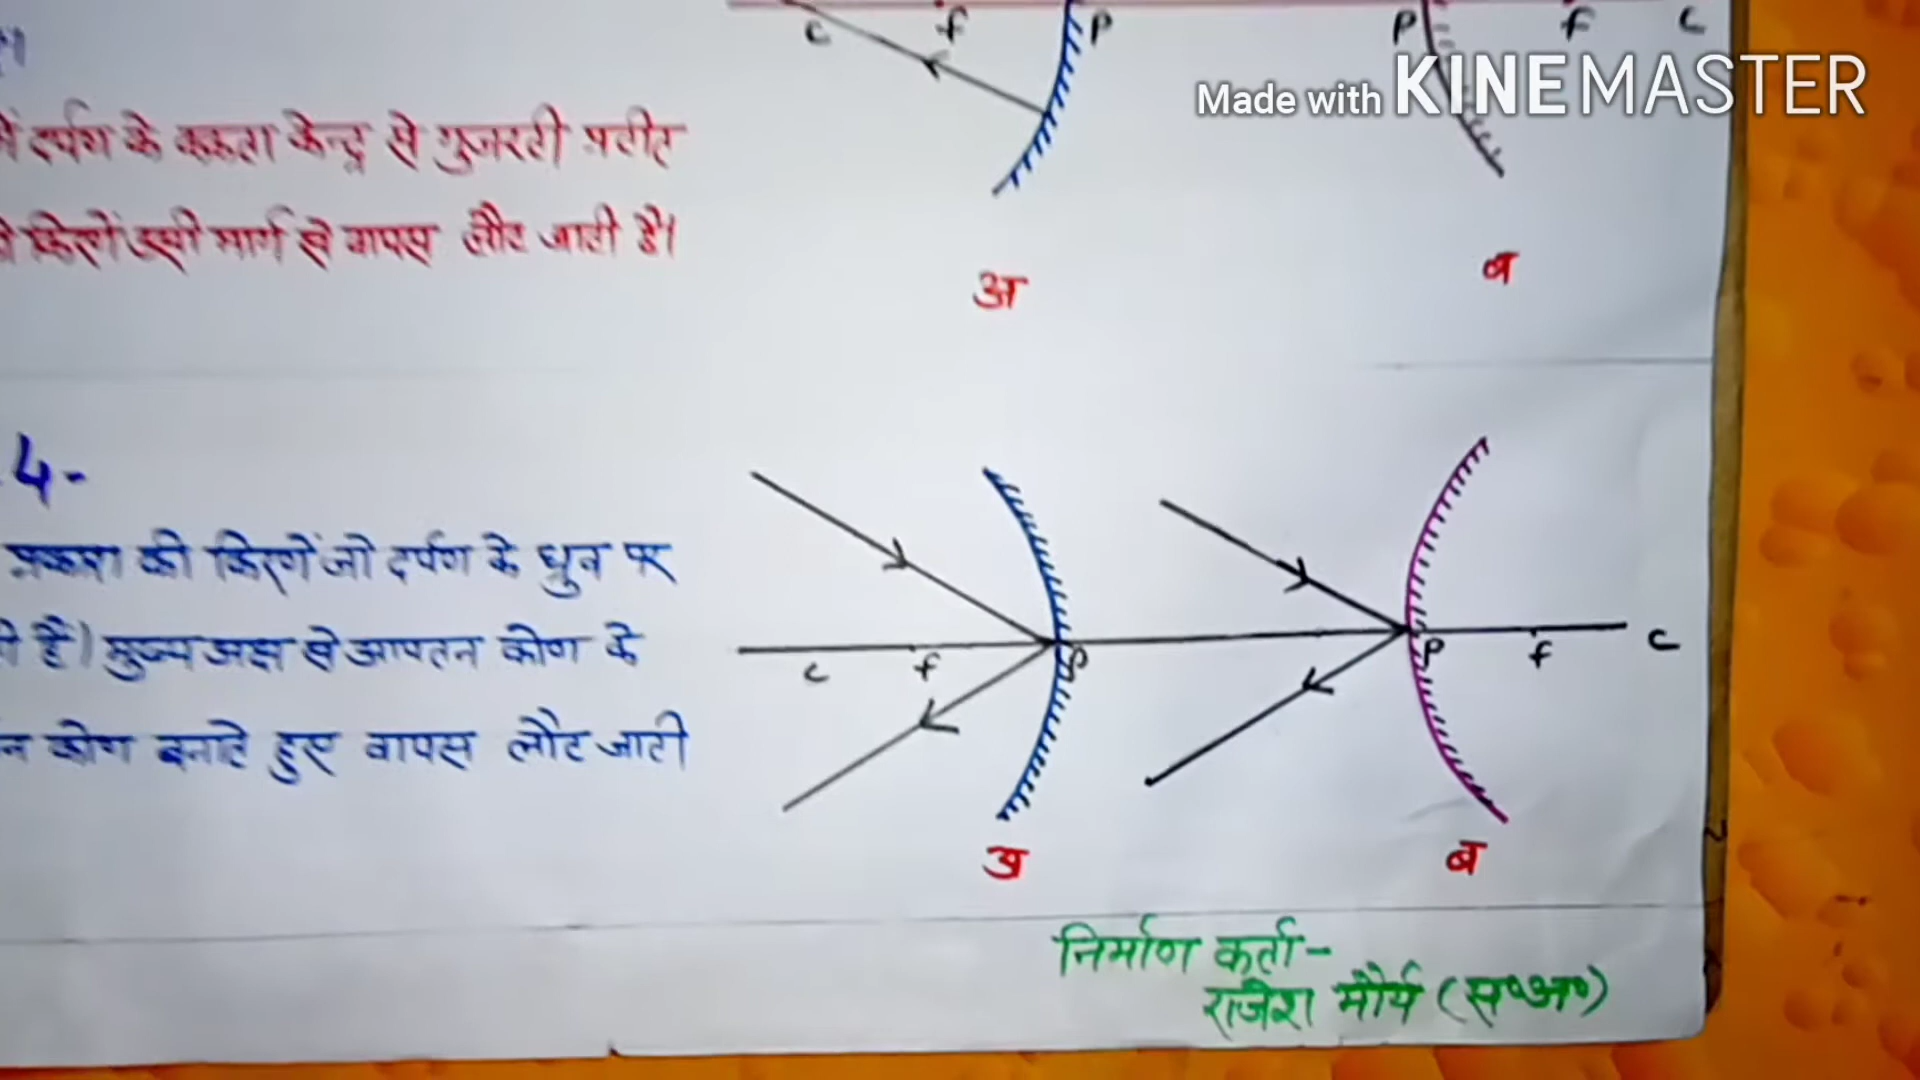 C f P P f C
Made with KINEMASTER
में दर्पण के वक्रता केन्द्र से गुजरती प्रतीत
किरणें उसी मार्ग से वापस लौट जाती है।
अ ब
4-
प्रकाश की किरणें जो दर्पण के ध्रुव पर
है) मुख्य अक्ष से आपतन कोण के
कोण बनाते हुए वापस लौट जाती
C f P P f C
अ ब
निर्माण कर्ता-
राजेश मौर्य (स॰अ॰)